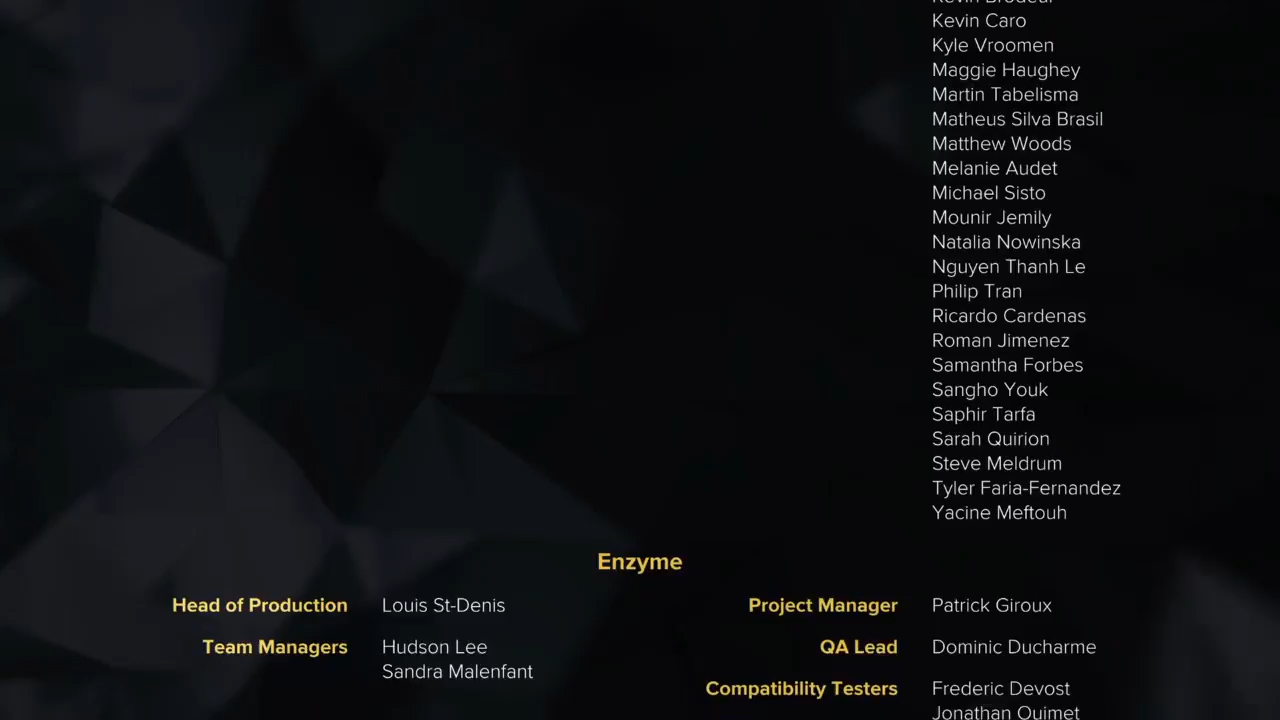 Kevin Brodeur
Kevin Caro
Kyle Vroomen
Maggie Haughey
Martin Tabelisma
Matheus Silva Brasil
Matthew Woods
Melanie Audet
Michael Sisto
Mounir Jemily
Natalia Nowinska
Nguyen Thanh Le
Philip Tran
Ricardo Cardenas
Roman Jimenez
Samantha Forbes
Sangho Youk
Saphir Tarfa
Sarah Quirion
Steve Meldrum
Tyler Faria-Fernandez
Yacine Meftouh
Enzyme
Head of Production Louis St-Denis
Team Managers Hudson Lee
Sandra Malenfant
Project Manager Patrick Giroux
QA Lead Dominic Ducharme
Compatibility Testers Frederic Devost
Jonathan Ouimet